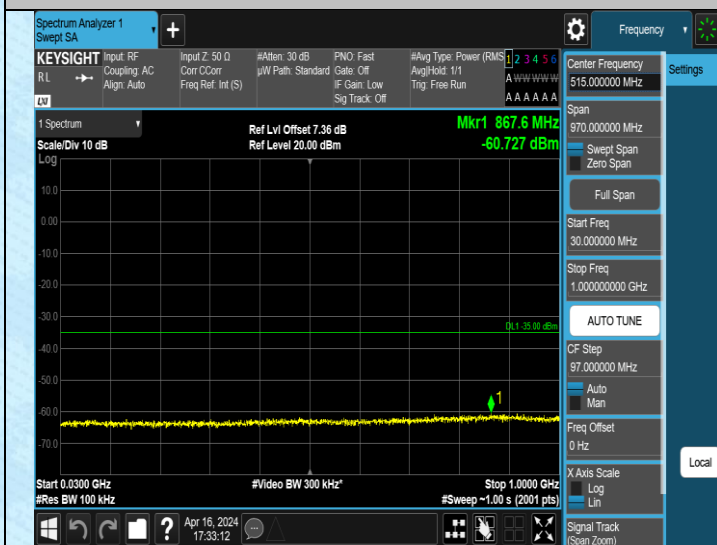 Spectrum Analyzer 1
Swept SA
Frequency
KEYSIGHT
RL
LXI
Input: RF
Coupling: AC
Align: Auto
Input Z: 50 Ω
Corr CCorr
Freq Ref: Int (S)
#Atten: 30 dB
µW Path: Standard
PNO: Fast
Gate: Off
IF Gain: Low
Sig Track: Off
#Avg Type: Power (RMS
Avg|Hold: 1/1
Trig: Free Run
1 2 3 4 5 6
A W W W W W
A A A A A A
1 Spectrum
Scale/Div 10 dB
Ref Lvl Offset 7.36 dB
Ref Level 20.00 dBm
Mkr1 867.6 MHz
-60.727 dBm
Log
10.0
0.00
-10.0
-20.0
-30.0
DL1 -35.00 dBm
-40.0
-50.0
1
-60.0
-70.0
Start 0.0300 GHz
#Res BW 100 kHz
#Video BW 300 kHz*
Stop 1.0000 GHz
#Sweep ~1.00 s (2001 pts)
Apr 16, 2024
17:33:12
Center Frequency
515.000000 MHz
Span
970.000000 MHz
Swept Span
Zero Span
Full Span
Start Freq
30.000000 MHz
Stop Freq
1.000000000 GHz
AUTO TUNE
CF Step
97.000000 MHz
Auto
Man
Freq Offset
0 Hz
X Axis Scale
Log
Lin
Signal Track
(Span Zoom)
Settings
Local